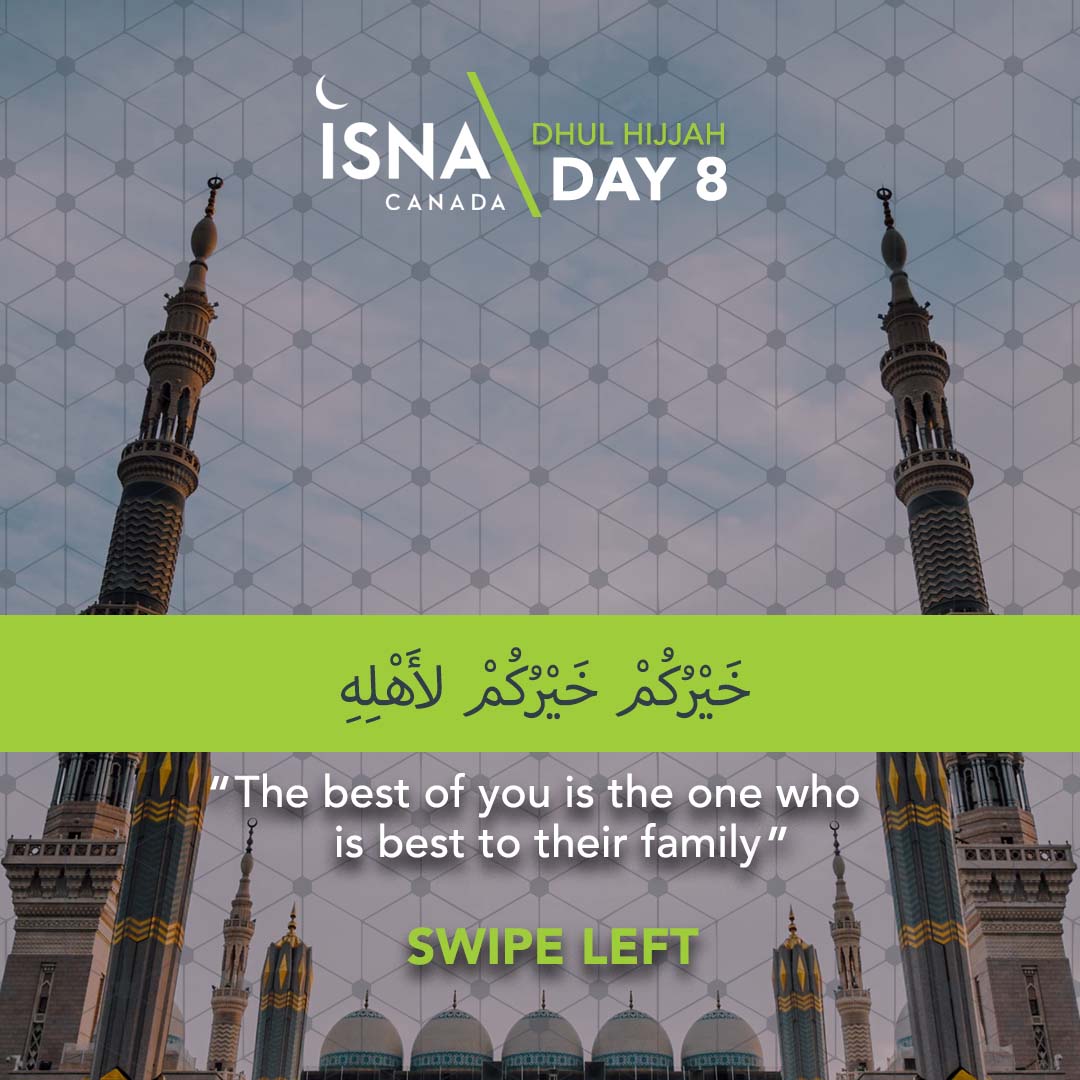 ISNA
CANADA
DHUL HIJJAH
DAY 8
خَيْرُكُمْ خَيْرُكُمْ لأَهْلِهِ
"The best of you is the one who
is best to their family"
SWIPE LEFT